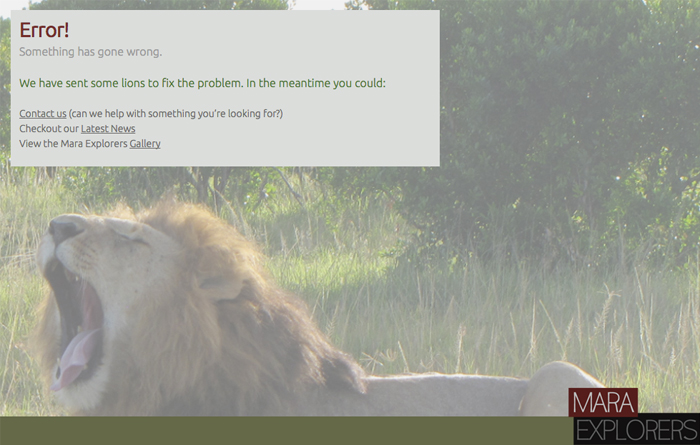 Error!
Something has gone wrong.
We have sent some lions to fix the problem. In the meantime you could:
Contact us (can we help with something you're looking for?)
Checkout our Latest News
View the Mara Explorers Gallery
MARA
EXPLORERS